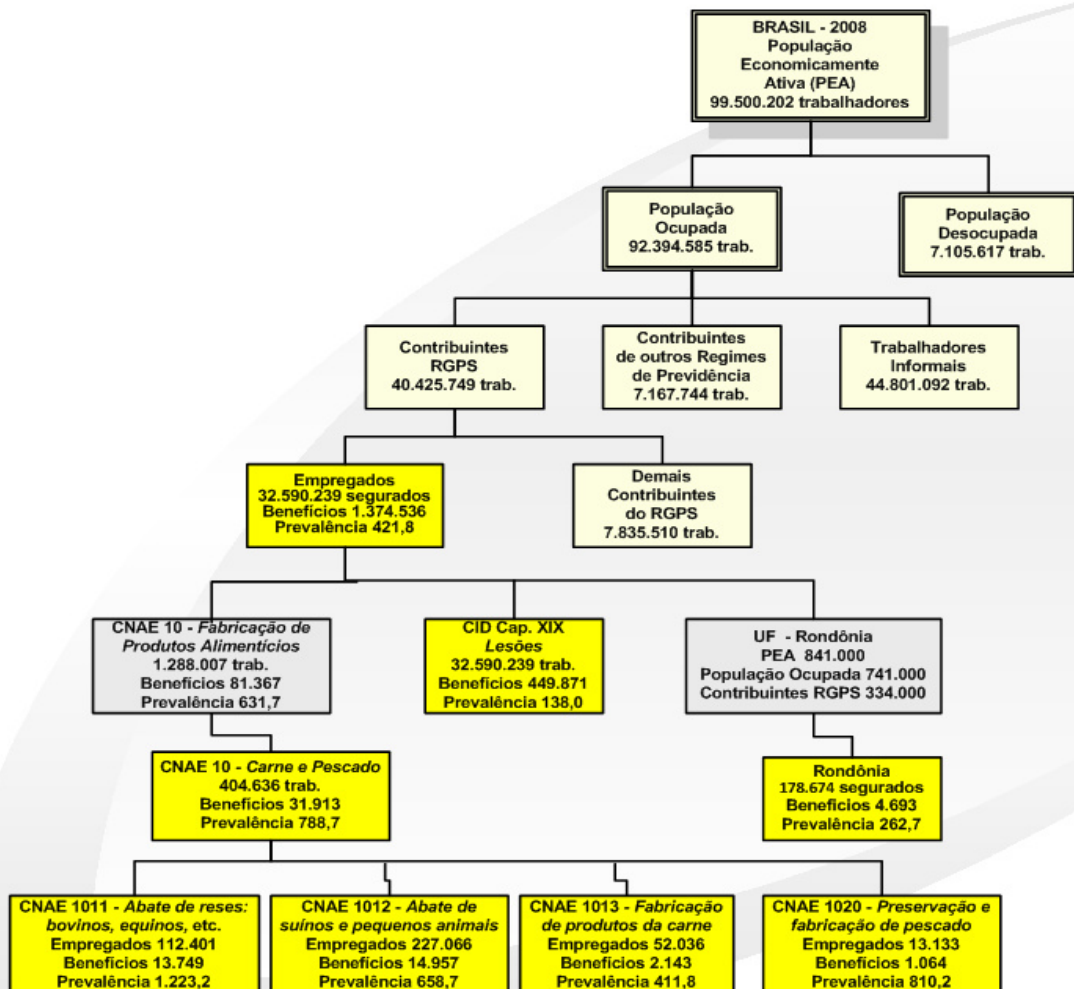 BRASIL - 2008
População
Economicamente
Ativa (PEA)
99.500.202 trabalhadores
População
Ocupada
92.394.585 trab.
População
Desocupada
7.105.617 trab.
Contribuintes
RGPS
40.425.749 trab.
Contribuintes
de outros Regimes
de Previdência
7.167.744 trab.
Trabalhadores
Informais
44.801.092 trab.
Empregados
32.590.239 segurados
Benefícios 1.374.536
Prevalência 421,8
Demais
Contribuintes
do RGPS
7.835.510 trab.
CNAE 10 - Fabricação de
Produtos Alimentícios
1.288.007 trab.
Benefícios 81.367
Prevalência 631,7
CID Cap. XIX
Lesões
32.590.239 trab.
Benefícios 449.871
Prevalência 138,0
UF - Rondônia
PEA 841.000
População Ocupada 741.000
Contribuintes RGPS 334.000
CNAE 10 - Carne e Pescado
404.636 trab.
Benefícios 31.913
Prevalência 788,7
Rondônia
178.674 segurados
Beneficios 4.693
Prevalência 262,7
CNAE 1011 - Abate de reses:
bovinos, equinos, etc.
Empregados 112.401
Benefícios 13.749
Prevalência 1.223,2
CNAE 1012 - Abate de
suínos e pequenos animais
Empregados 227.066
Benefícios 14.957
Prevalência 658,7
CNAE 1013 - Fabricação
de produtos da carne
Empregados 52.036
Benefícios 2.143
Prevalência 411,8
CNAE 1020 - Preservação e
fabricação de pescado
Empregados 13.133
Benefícios 1.064
Prevalência 810,2